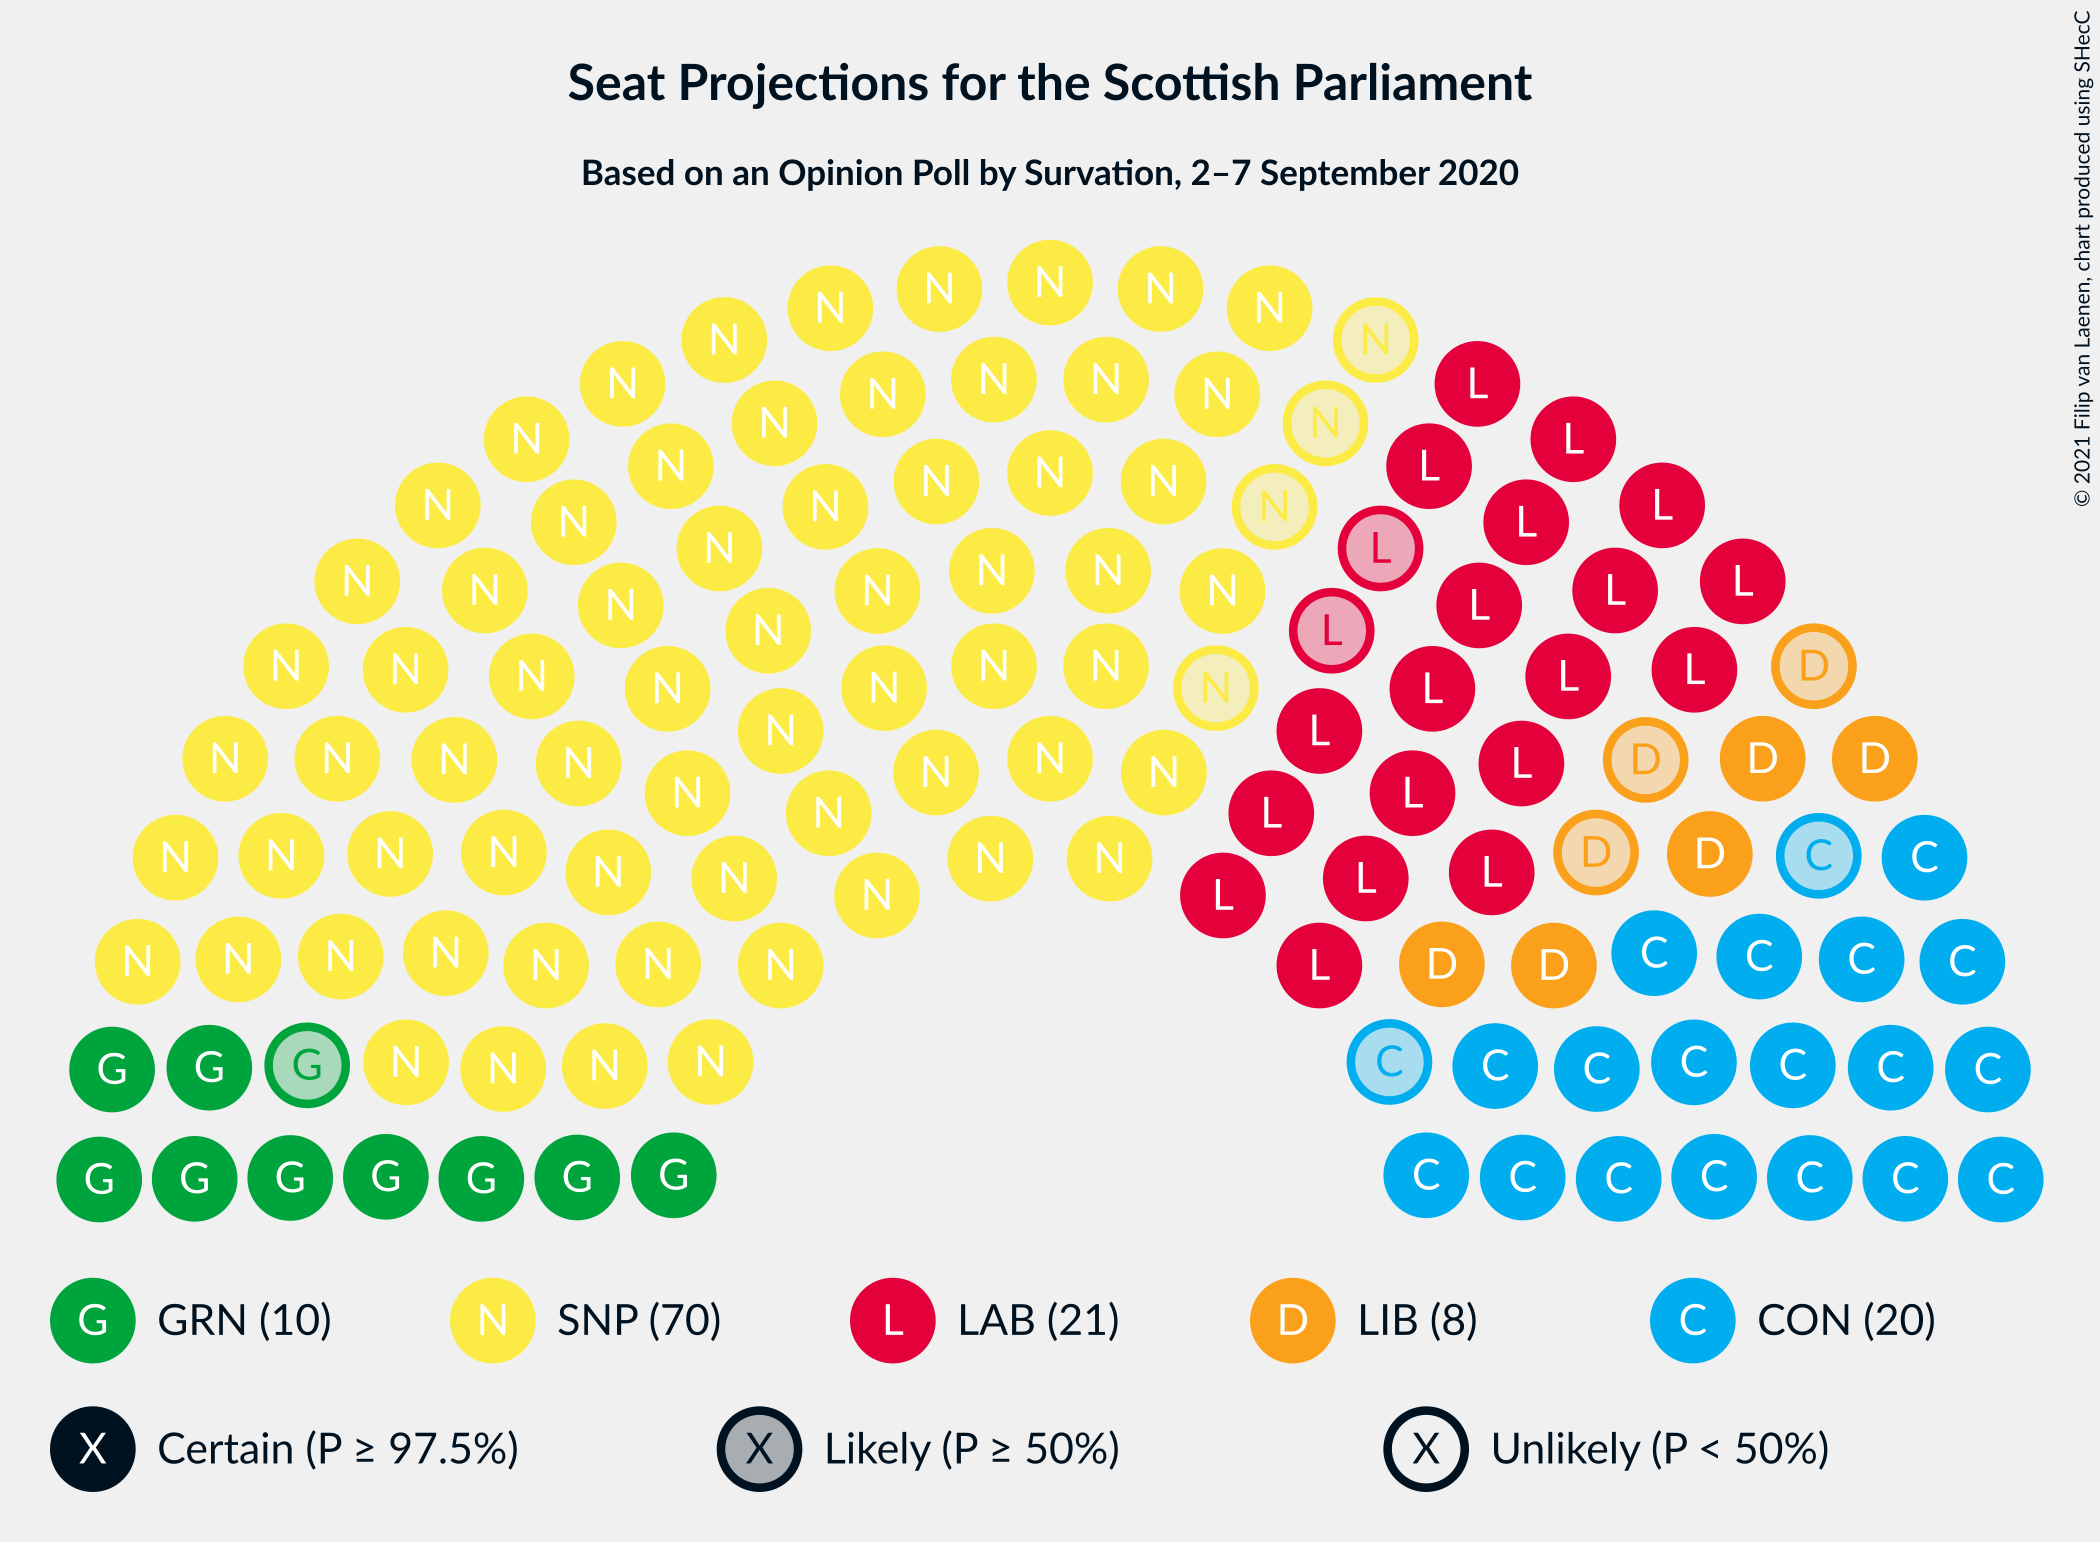 Seat Projections for the Scottish Parliament
Based on an Opinion Poll by Survation, 2–7 September 2020
© 2021 Filip van Laenen, chart produced using SHecC
N N N N N
N N
N N
N N N N
N N
L L
N N
N N
L L
N N N N
N N
L L
N N
N N
L L
N N N N
N N
L L
N N
N N
L L
N N N N
N N
L L
N N
N N
L D
N N N N
N N
L L
N N N N
N N N
L L D D D
N N N N
N N N
L L D D C C
N N N N N N N
L D D C C C C
G G G N N N N
C C C C C C C
G G G G G G G
C C C C C C C
G GRN (10)
N SNP (70)
L LAB (21)
D LIB (8)
C CON (20)
X Certain (P ≥ 97.5%)
X Likely (P ≥ 50%)
X Unlikely (P < 50%)